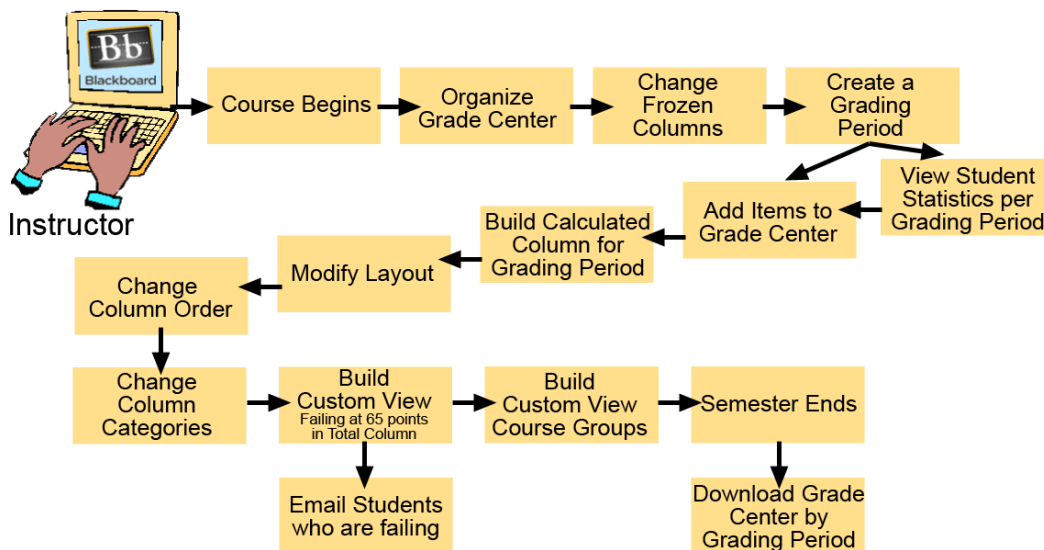 Bb
Blackboard
Instructor
Course Begins
Organize
Grade Center
Change
Frozen
Columns
Create a
Grading
Period
View Student
Statistics per
Grading Period
Add Items to
Grade Center
Build Calculated
Column for
Grading Period
Modify Layout
Change
Column Order
Change
Column
Categories
Build
Custom View
Failing at 65 points
in Total Column
Build
Custom View
Course Groups
Semester Ends
Email Students
who are failing
Download Grade
Center by
Grading Period